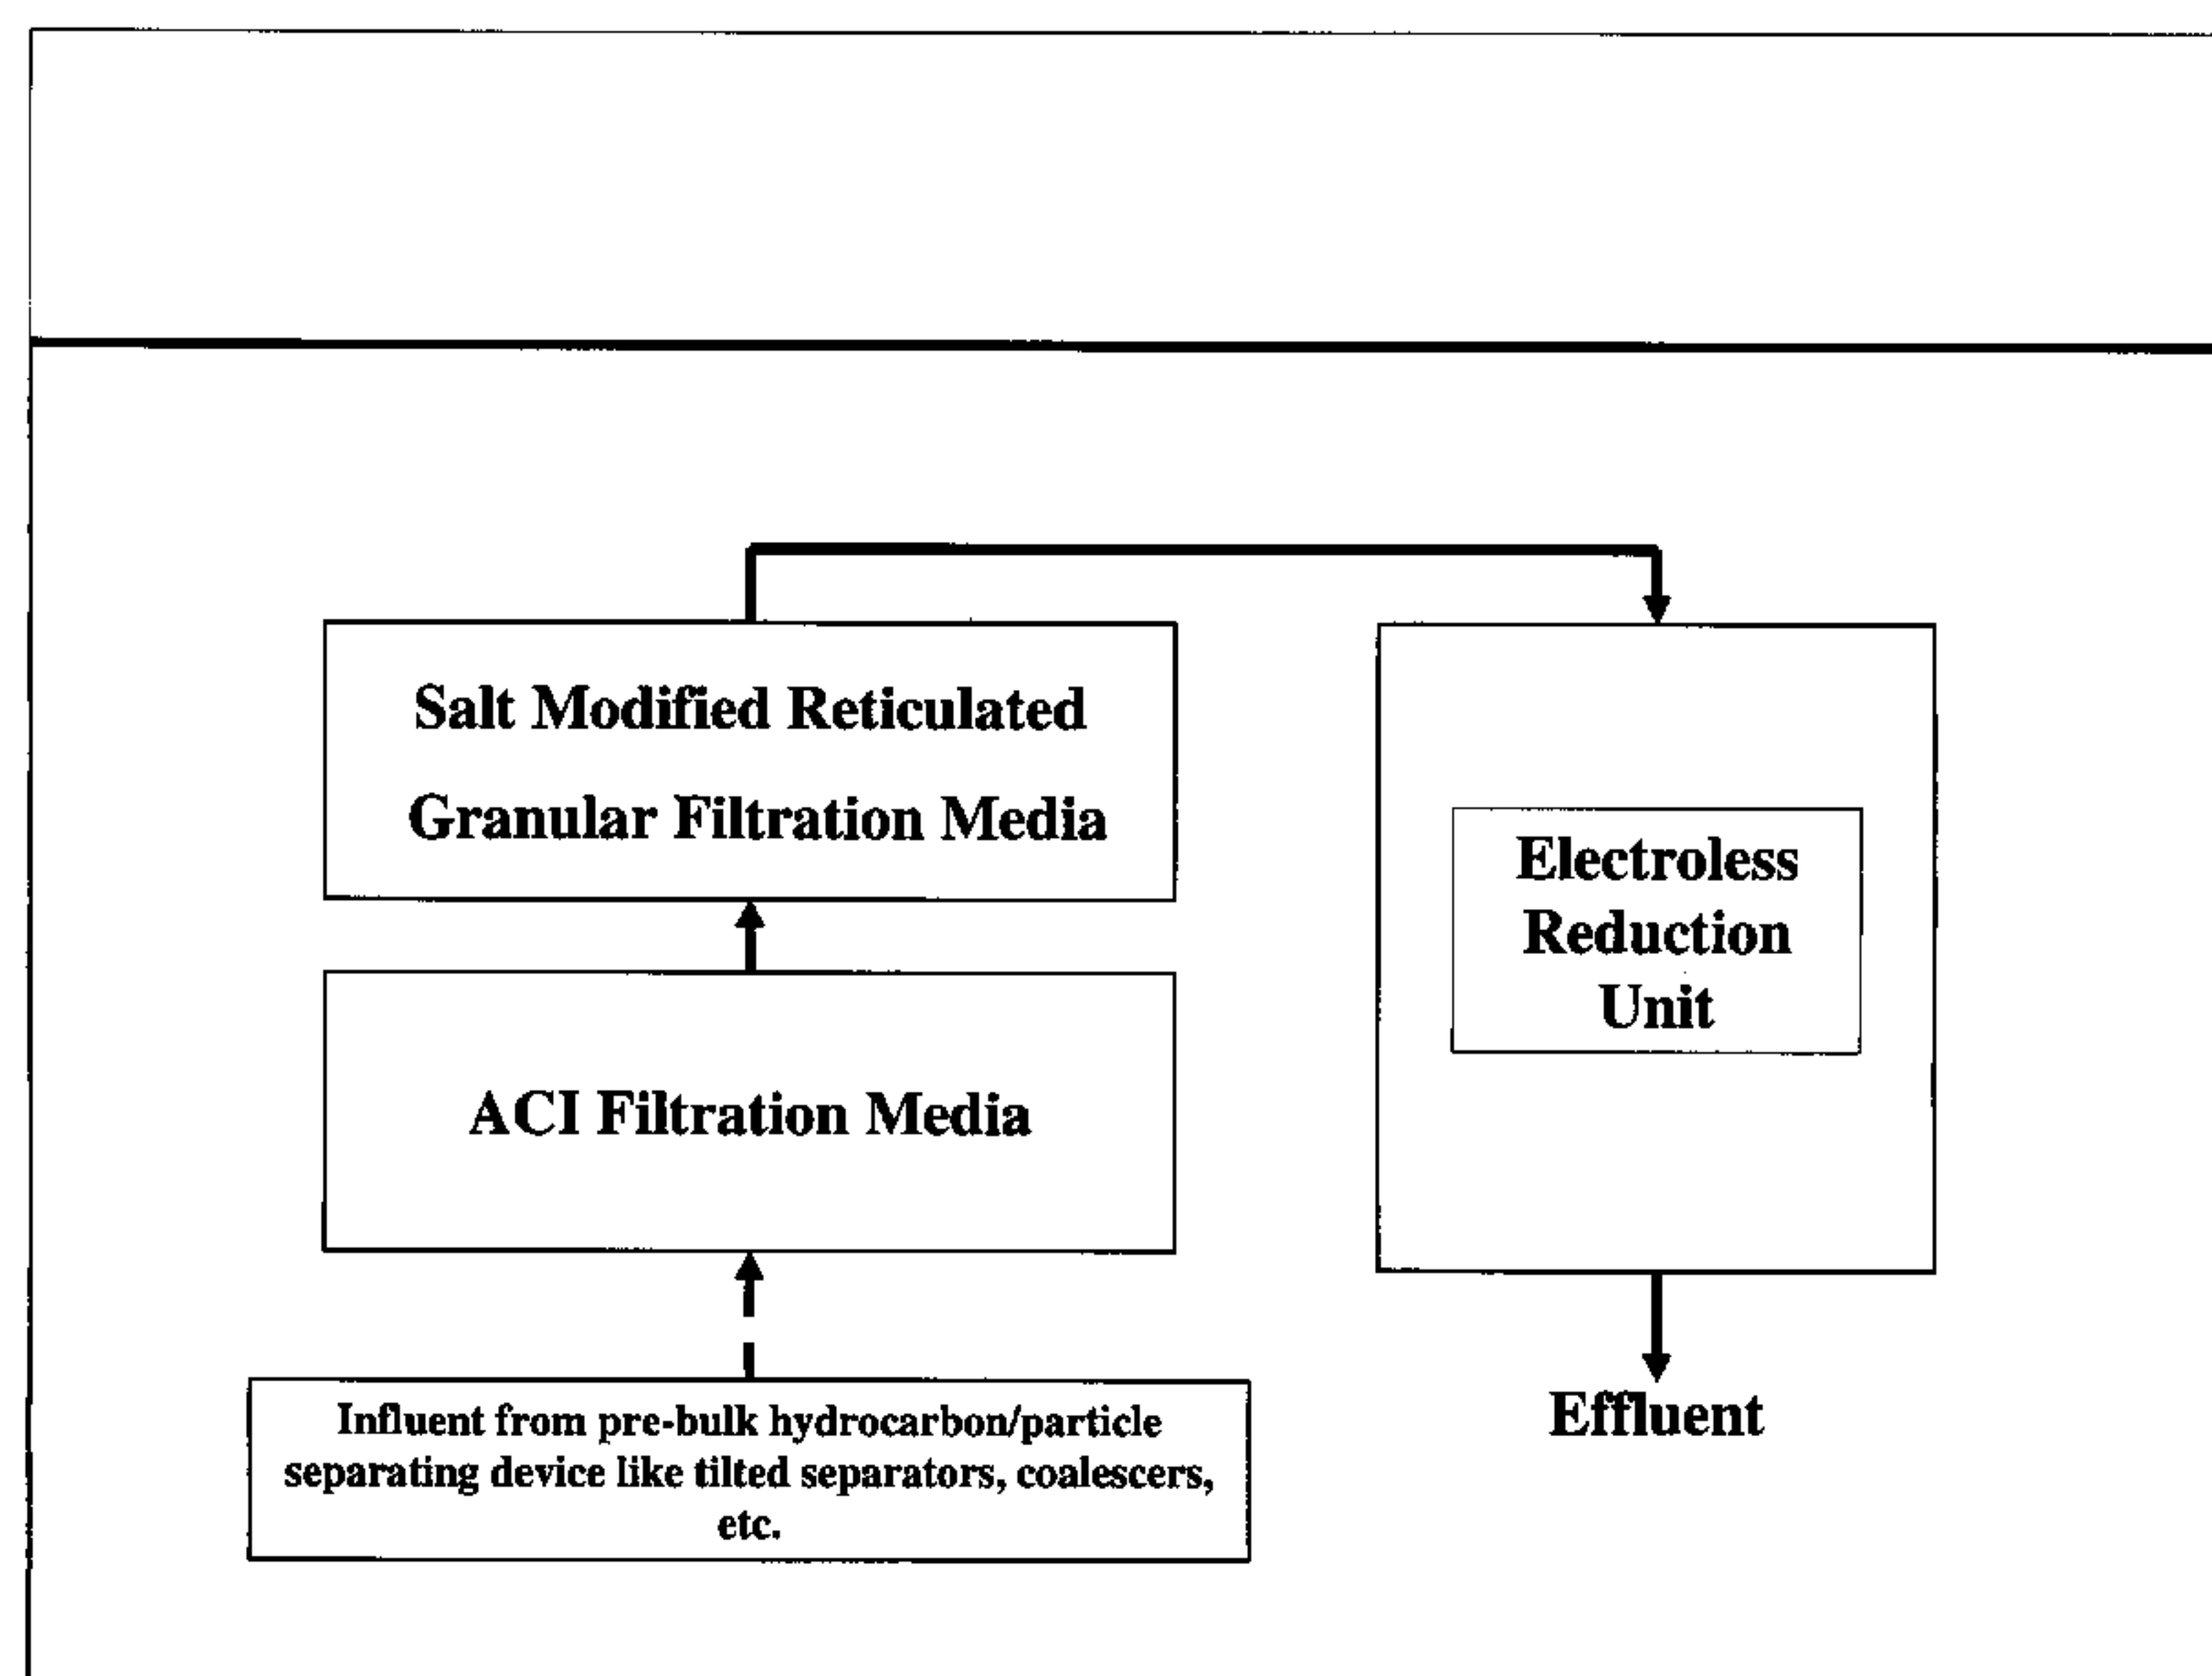 Salt Modified Reticulated
Granular Filtration Media
Electroless
Reduction
Unit
ACI Filtration Media
Influent from pre-bulk hydrocarbon/particle
separating device like tilted separators, coalescers,
etc.
Effluent